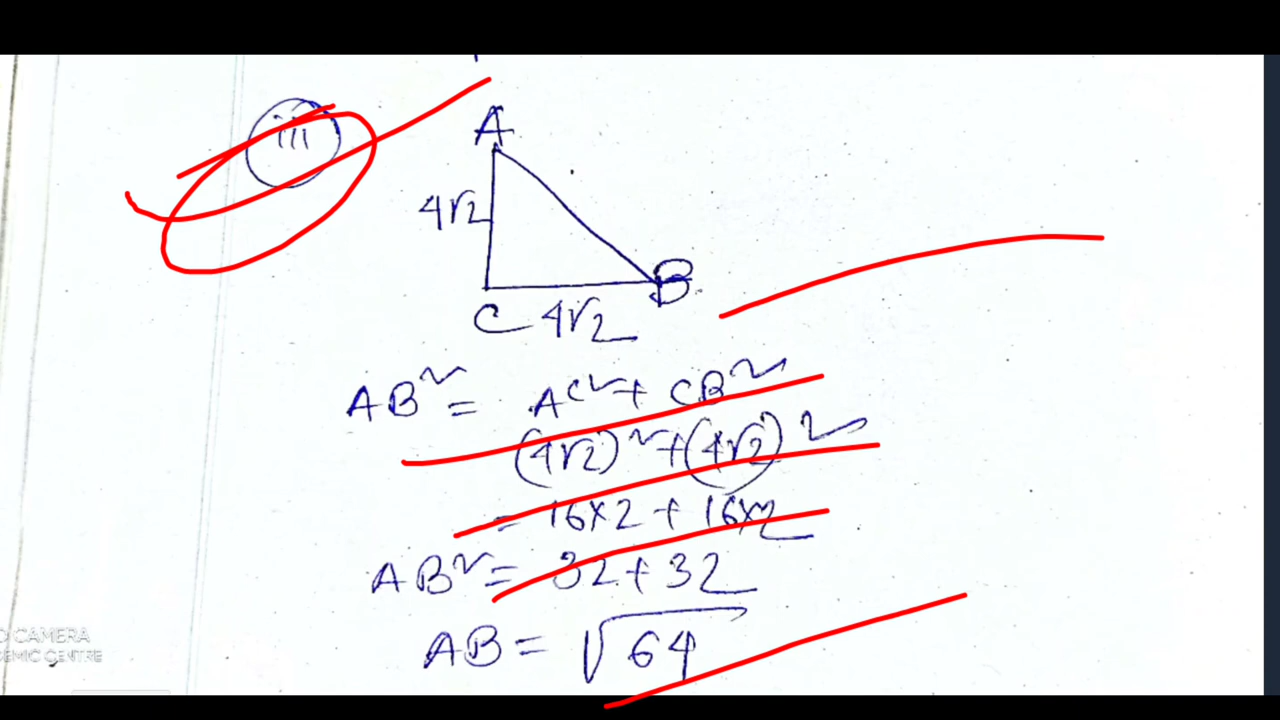 iii
A
4√2
B
C 4√2
AB² = AC² + CB²
(4√2)² + (4√2)²
= 16×2 + 16×2
AB² = 32 + 32
AB = √64
O CAMERA
EMIC CENTRE